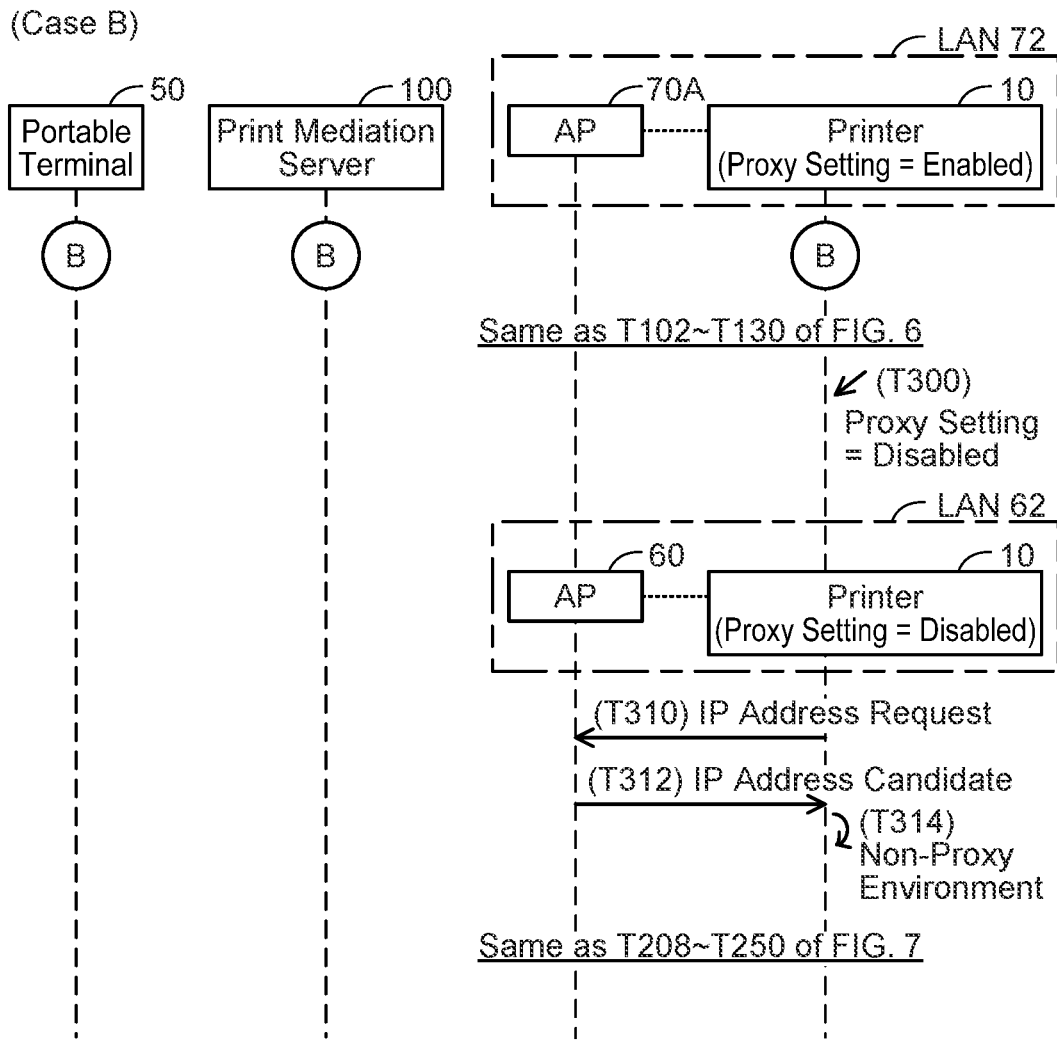 (Case B)
LAN 72
50
100
70A
10
Portable
Terminal
Print Mediation
Server
AP
Printer
(Proxy Setting = Enabled)
B
B
B
Same as T102~T130 of FIG. 6
(T300)
Proxy Setting
= Disabled
LAN 62
60
10
AP
Printer
(Proxy Setting = Disabled)
(T310) IP Address Request
(T312) IP Address Candidate
(T314)
Non-Proxy
Environment
Same as T208~T250 of FIG. 7